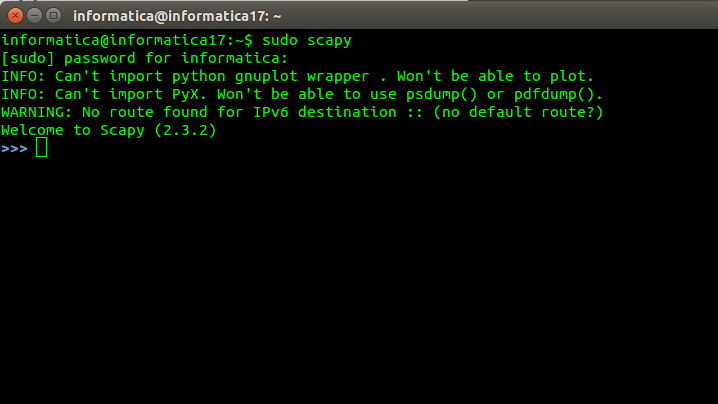 informatica@informatica17: ~
informatica@informatica17:~$ sudo scapy
[sudo] password for informatica:
INFO: Can't import python gnuplot wrapper . Won't be able to plot.
INFO: Can't import PyX. Won't be able to use psdump() or pdfdump().
WARNING: No route found for IPv6 destination :: (no default route?)
Welcome to Scapy (2.3.2)
>>>